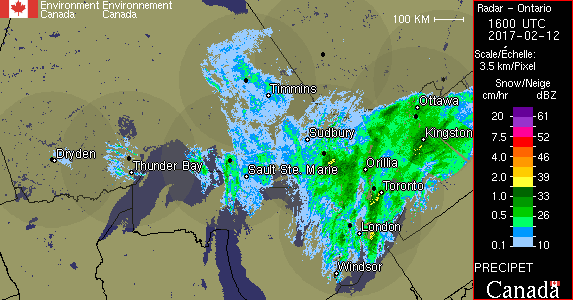 Environment Environnement
Canada Canada
100 KM
Timmins
Ottawa
Sudbury
Kingston
Dryden
Thunder Bay
Sault Ste. Marie
Orillia
Toronto
London
Windsor
Radar - Ontario
1600 UTC
2017-02-12
Scale/Échelle:
3.5 km/Pixel
Snow/Neige
cm/hr dBZ
20 61
7.5 57
5.5 52
4.0 46
2.0 39
1.0 33
0.5 26
0.1 10
PRECIPET
Canada